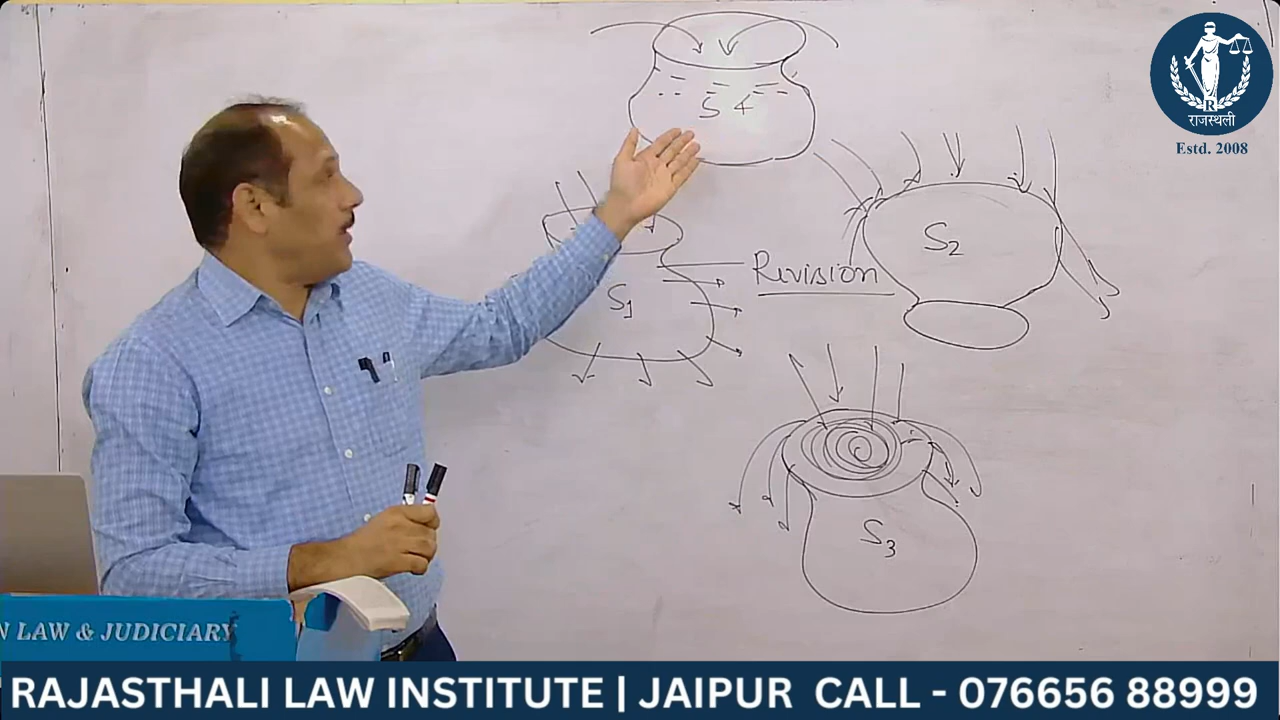 S4
राजस्थली
Estd. 2008
S2
Revision
S1
S3
N LAW & JUDICIARY
RAJASTHALI LAW INSTITUTE | JAIPUR CALL - 076656 88999